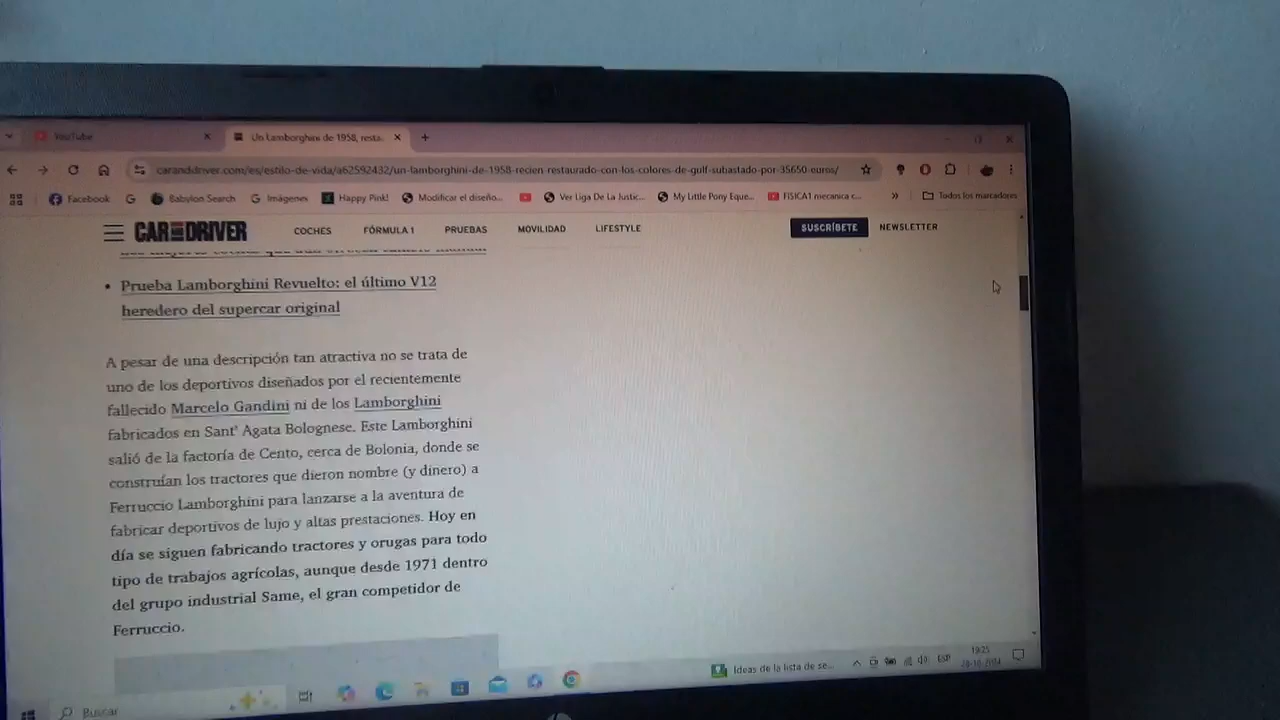 YouTube
Un Lamborghini de 1958, resta
caranddriver.com/es/estilo-de-vida/a62592432/un-lamborghini-de-1958-recien-restaurado-con-los-colores-de-gulf-subastado-por-35650-euros/
Facebook Babylon Search Imágenes Happy Pink! Modificar el diseño... Ver Liga De La Justic... My Little Pony Eque... FISICA1 mecanica c... » Todos los marcadores
CAR AND DRIVER COCHES FÓRMULA 1 PRUEBAS MOVILIDAD LIFESTYLE SUSCRÍBETE NEWSLETTER
• Prueba Lamborghini Revuelto: el último V12
heredero del supercar original
A pesar de una descripción tan atractiva no se trata de
uno de los deportivos diseñados por el recientemente
fallecido Marcelo Gandini ni de los Lamborghini
fabricados en Sant' Agata Bolognese. Este Lamborghini
salió de la factoría de Cento, cerca de Bolonia, donde se
construían los tractores que dieron nombre (y dinero) a
Ferruccio Lamborghini para lanzarse a la aventura de
fabricar deportivos de lujo y altas prestaciones. Hoy en
día se siguen fabricando tractores y orugas para todo
tipo de trabajos agrícolas, aunque desde 1971 dentro
del grupo industrial Same, el gran competidor de
Ferruccio.
Buscar
Ideas de la lista de se...
ESP
19:25